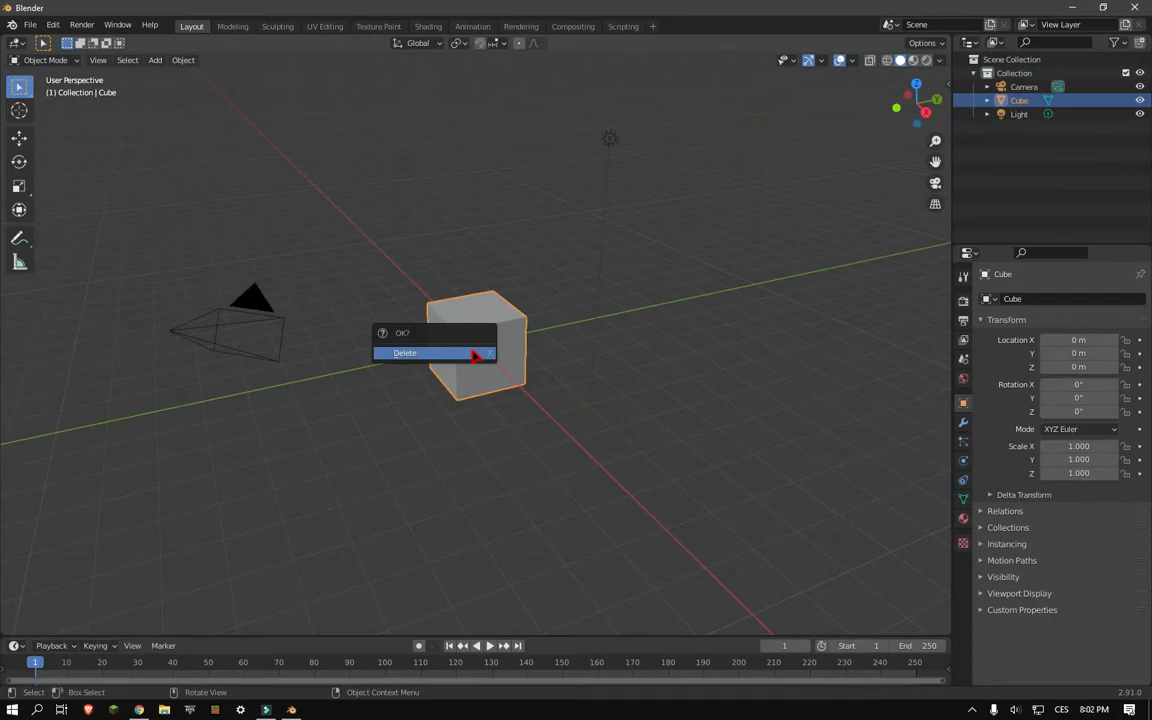 Blender
File Edit Render Window Help
Layout Modeling Sculpting UV Editing Texture Paint Shading Animation Rendering Compositing Scripting +
Scene
View Layer
Global
Options
Object Mode View Select Add Object
User Perspective
(1) Collection | Cube
Z
Y
X
OK?
Delete X
Scene Collection
Collection
Camera
Cube
Light
Cube
Cube
Transform
Location X 0 m
Y 0 m
Z 0 m
Rotation X 0°
Y 0°
Z 0°
Mode XYZ Euler
Scale X 1.000
Y 1.000
Z 1.000
Delta Transform
Relations
Collections
Instancing
Motion Paths
Visibility
Viewport Display
Custom Properties
Playback Keying View Marker
1 Start 1 End 250
1 10 20 30 40 50 60 70 80 90 100 110 120 130 140 150 160 170 180 190 200 210 220 230 240 250
Select Box Select Rotate View Object Context Menu 2.91.0
CES 8:02 PM